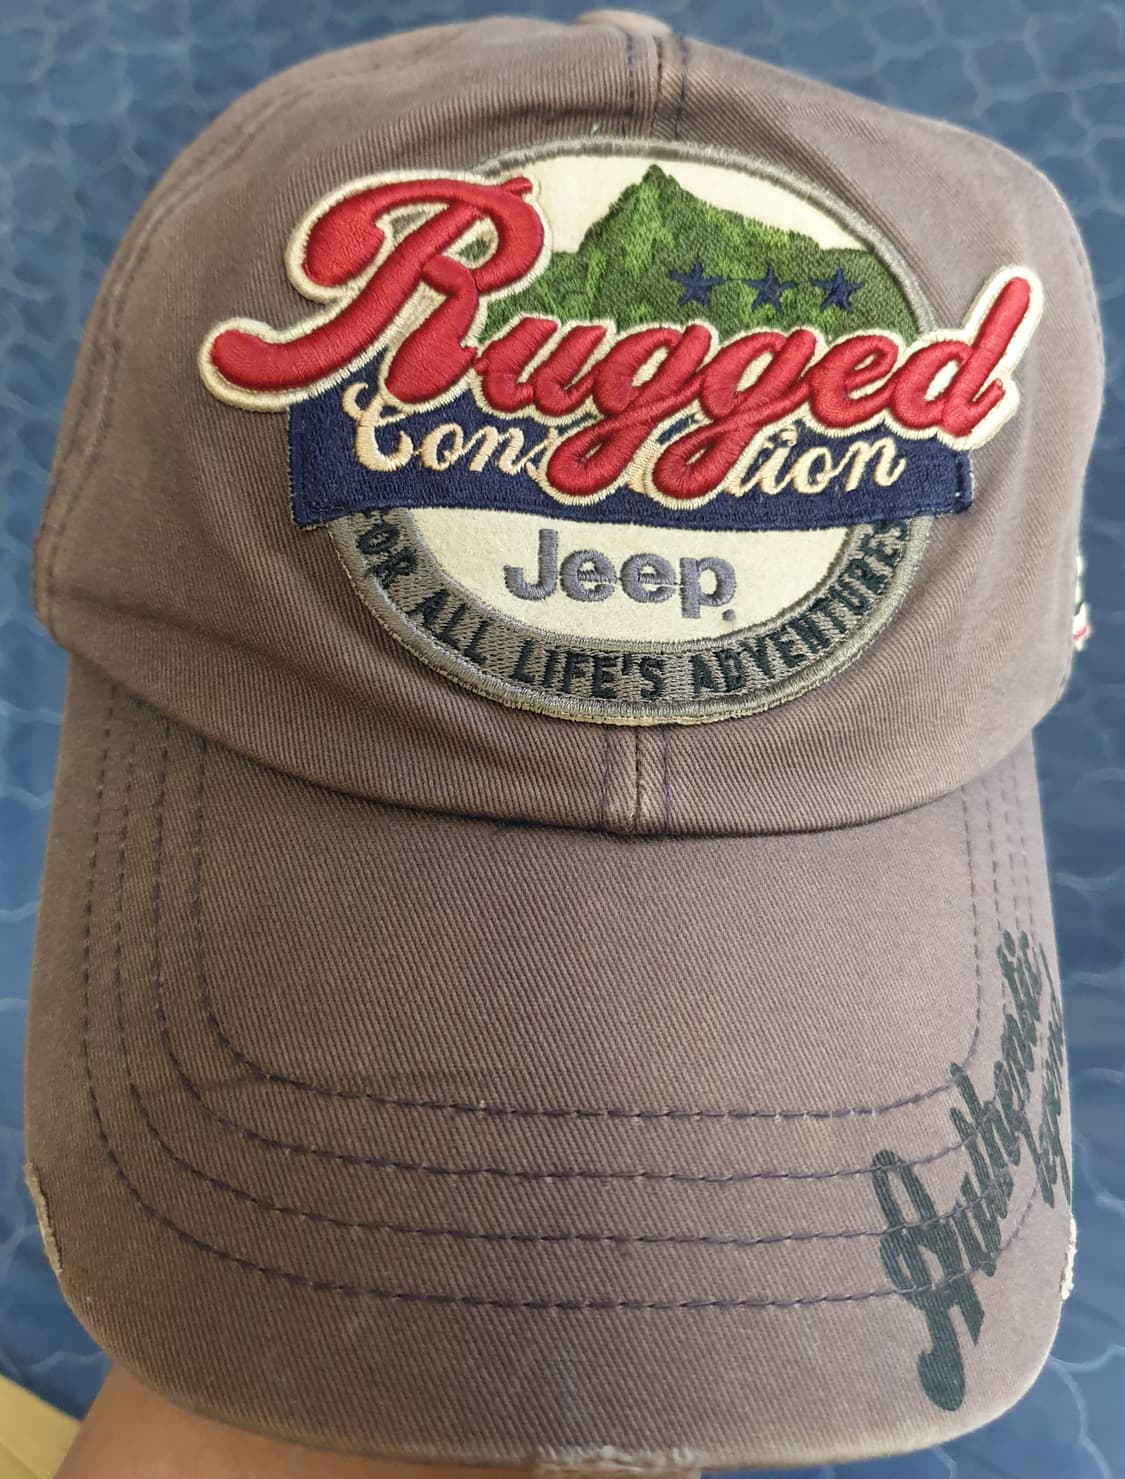 Rugged
Jeep
FOR ALL LIFE'S ADVENTURES
Authentic